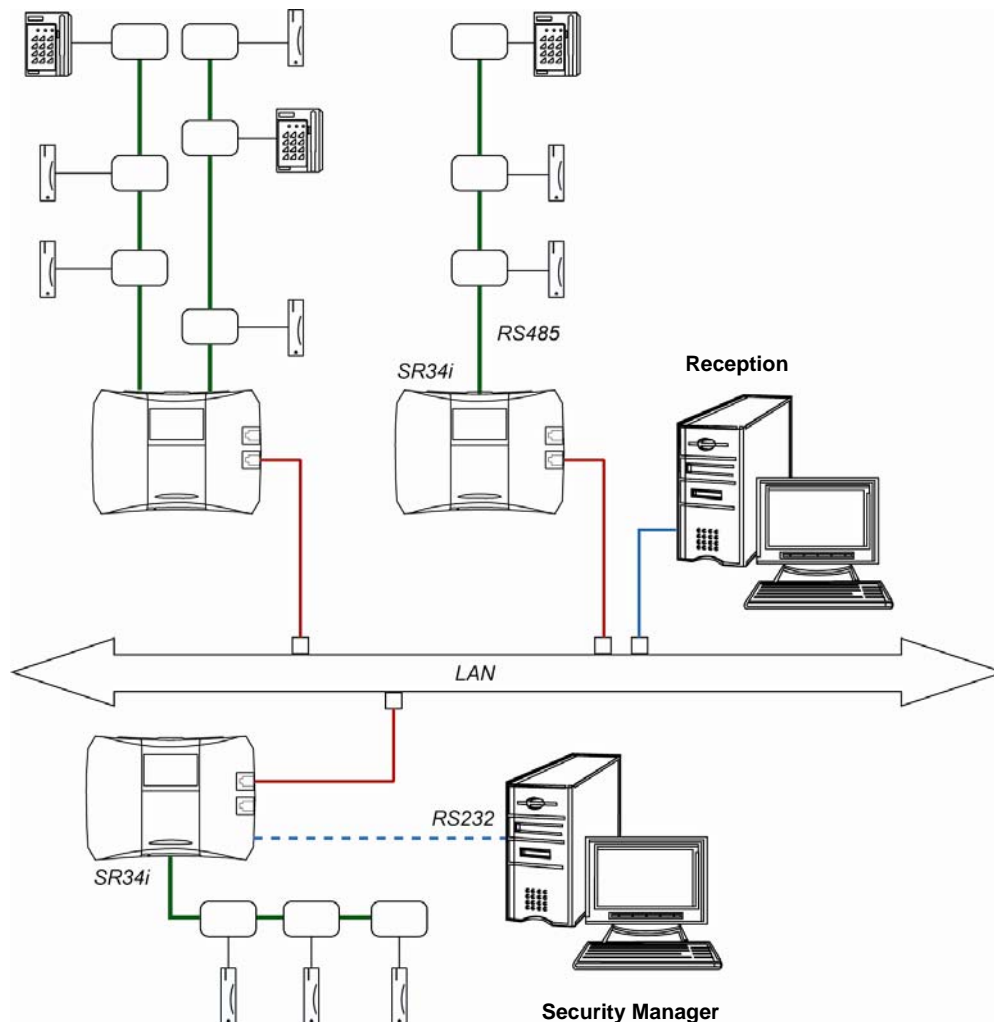 RS485
SR34i
Reception
LAN
RS232
SR34i
Security Manager